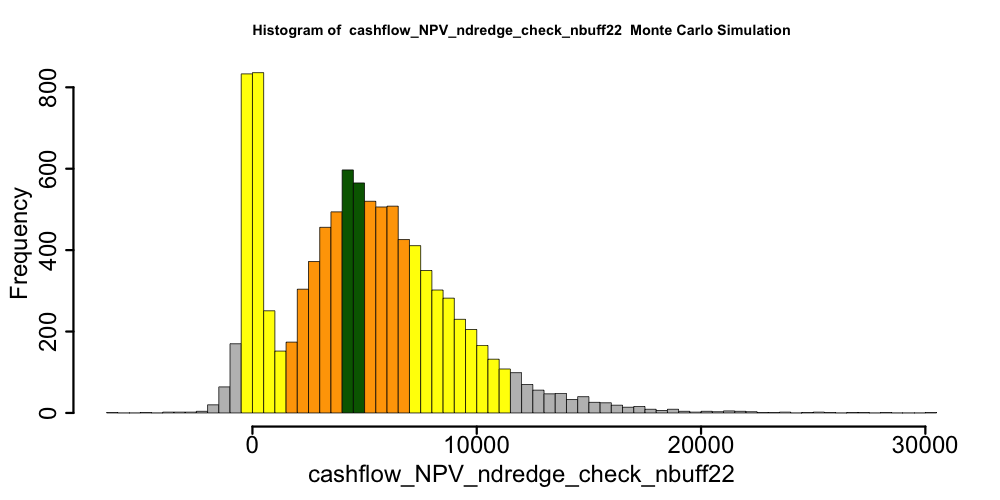 Histogram of  cashflow_NPV_ndredge_check_nbuff22  Monte Carlo Simulation
800
600
400
200
0
Frequency
0 10000 20000 30000
cashflow_NPV_ndredge_check_nbuff22